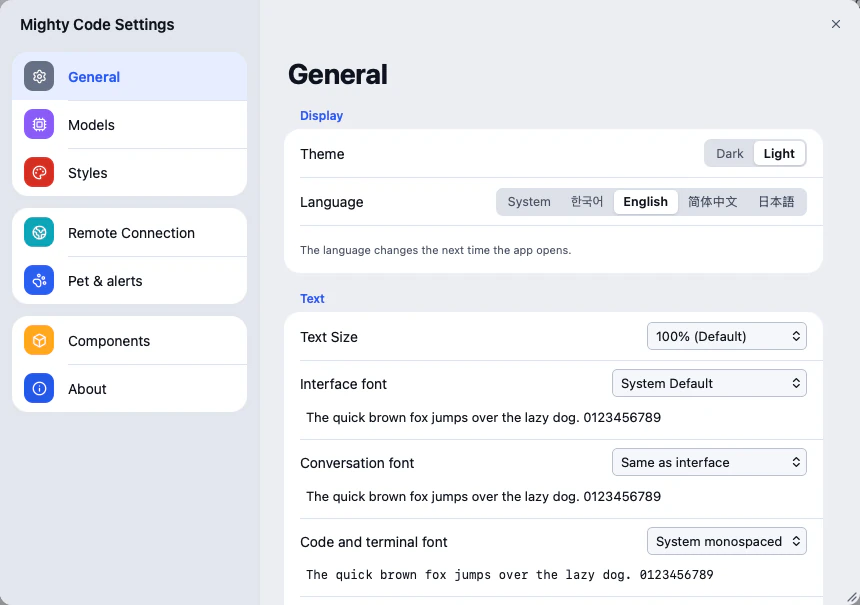 Mighty Code Settings
General
Models
Styles
Remote Connection
Pet & alerts
Components
About
General
Display
Theme
Dark Light
Language
System 한국어 English 简体中文 日本語
The language changes the next time the app opens.
Text
Text Size
100% (Default)
Interface font
System Default
The quick brown fox jumps over the lazy dog. 0123456789
Conversation font
Same as interface
The quick brown fox jumps over the lazy dog. 0123456789
Code and terminal font
System monospaced
The quick brown fox jumps over the lazy dog. 0123456789